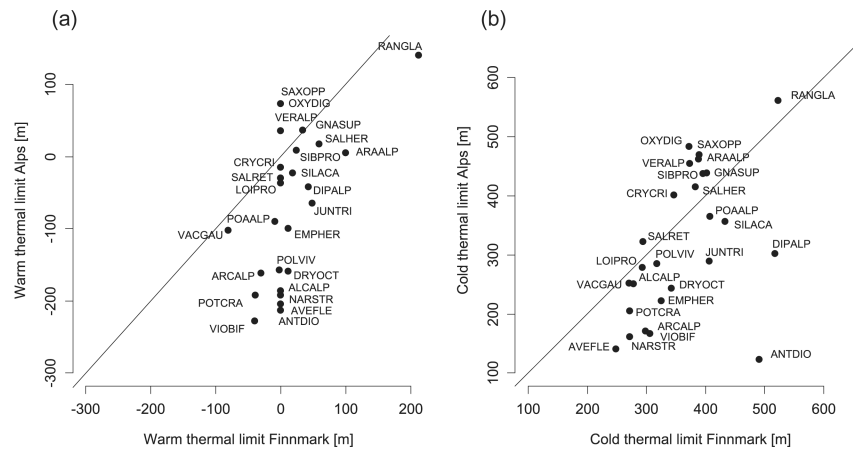 (a)
RANGLA
SAXOPP
OXYDIG
VERALP
GNASUP
SALHER
SIBPRO
ARAALP
CRYCRI
SILACA
SALRET
LOIPRO
DIPALP
JUNTRI
POAALP
VACGAU
EMPHER
POLVIV
ARCALP
DRYOCT
ALCALP
POTCRA
NARSTR
AVEFLE
VIOBIF
ANTDIO
100
0
-100
-200
-300
Warm thermal limit Alps [m]
-300
-200
-100
0
100
200
Warm thermal limit Finnmark [m]
(b)
RANGLA
OXYDIG
SAXOPP
ARAALP
VERALP
SIBPRO
GNASUP
CRYCRI
SALHER
POAALP
SILACA
SALRET
DIPALP
POLVIV
JUNTRI
LOIPRO
VACGAU
ALCALP
DRYOCT
EMPHER
POTCRA
ARCALP
VIOBIF
AVEFLE
NARSTR
ANTDIO
600
500
400
300
200
100
Cold thermal limit Alps [m]
100
200
300
400
500
600
Cold thermal limit Finnmark [m]